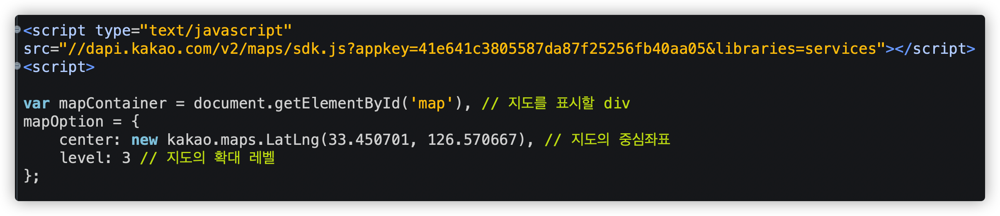 <script type="text/javascript"
src="//dapi.kakao.com/v2/maps/sdk.js?appkey=41e641c3805587da87f25256fb40aa05&libraries=services"></script>
<script>
var mapContainer = document.getElementById('map'), // 지도를 표시할 div
mapOption = {
    center: new kakao.maps.LatLng(33.450701, 126.570667), // 지도의 중심좌표
    level: 3 // 지도의 확대 레벨
};